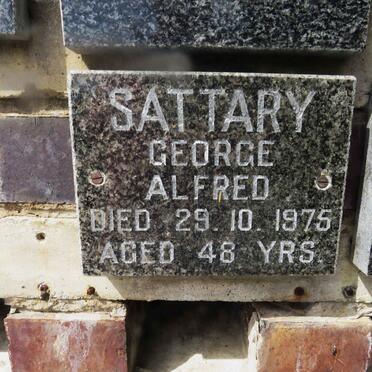 SATTARY
GEORGE
ALFRED
DIED 29. 10. 1975
AGED 48 YRS.